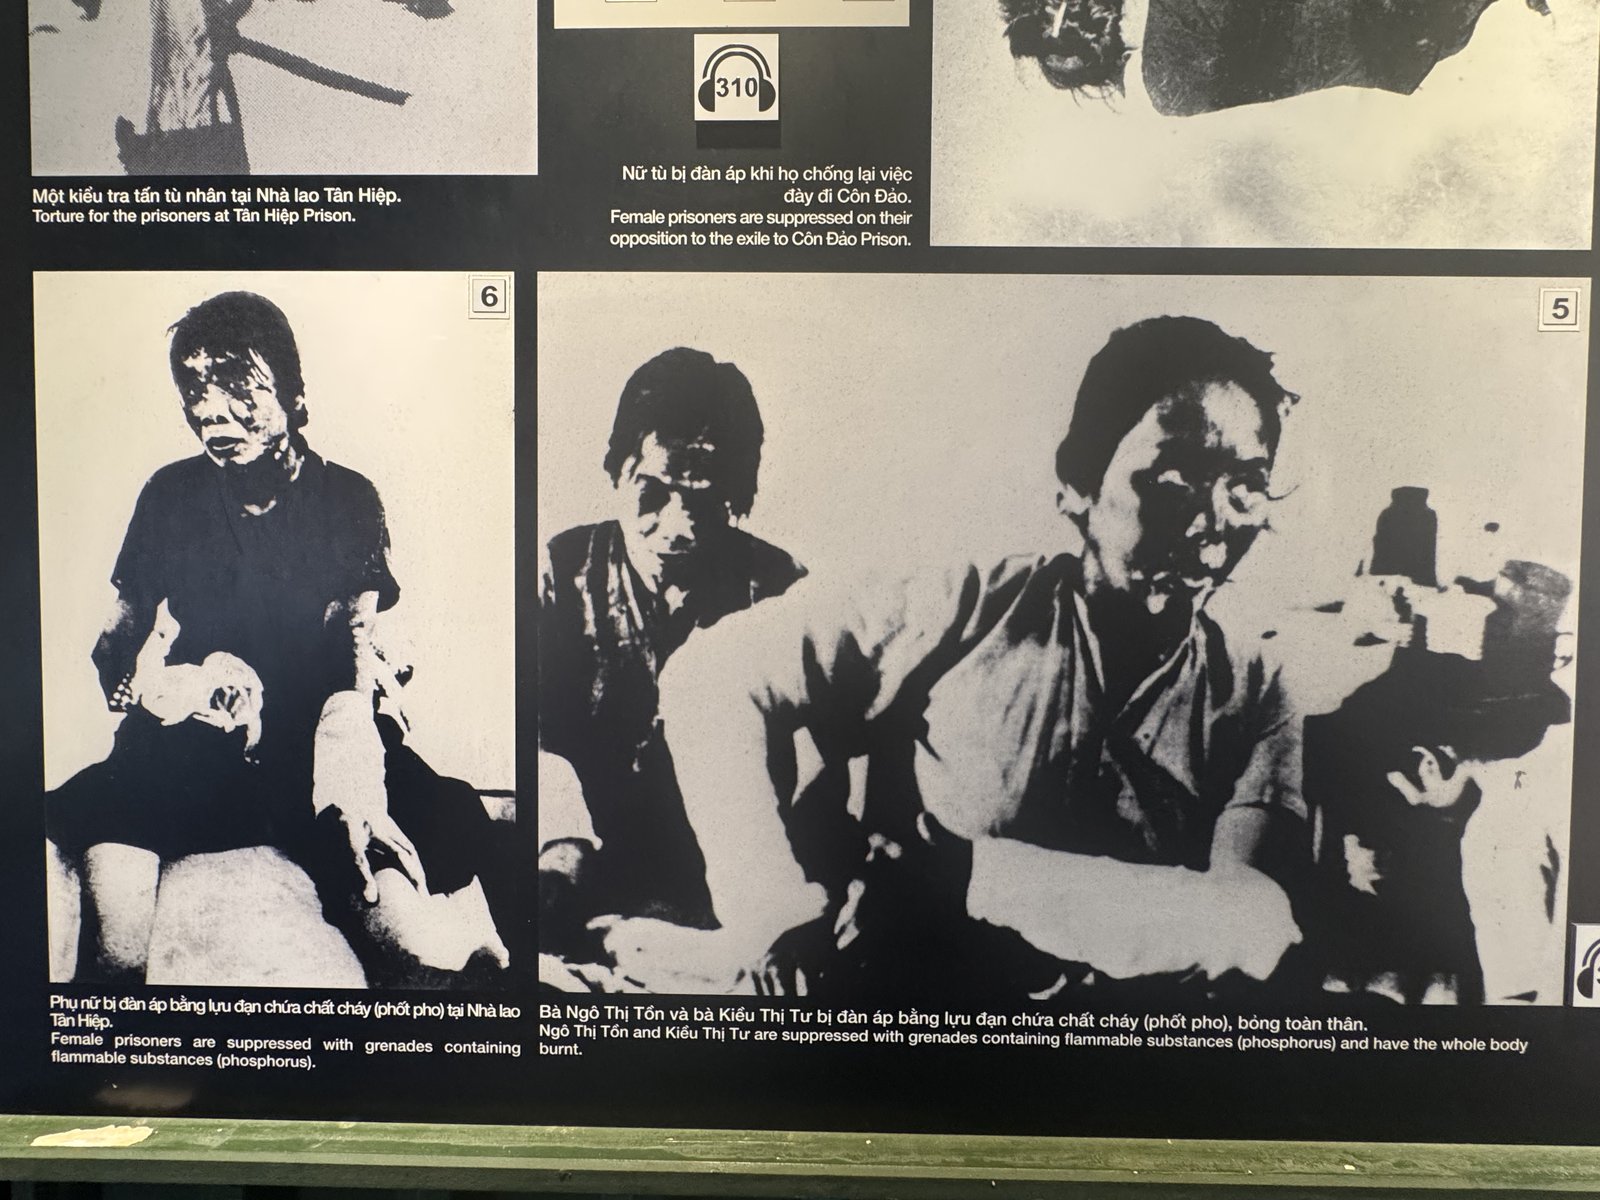 310
Một kiểu tra tấn tù nhân tại Nhà lao Tân Hiệp.
Torture for the prisoners at Tân Hiệp Prison.
Nữ tù bị đàn áp khi họ chống lại việc
đày đi Côn Đảo.
Female prisoners are suppressed on their
opposition to the exile to Côn Đảo Prison.
6
5
Phụ nữ bị đàn áp bằng lựu đạn chứa chất cháy (phốt pho) tại Nhà lao
Tân Hiệp.
Female prisoners are suppressed with grenades containing
flammable substances (phosphorus).
Bà Ngô Thị Tồn và bà Kiều Thị Tư bị đàn áp bằng lựu đạn chứa chất cháy (phốt pho), bỏng toàn thân.
Ngô Thị Tồn and Kiều Thị Tư are suppressed with grenades containing flammable substances (phosphorus) and have the whole body
burnt.